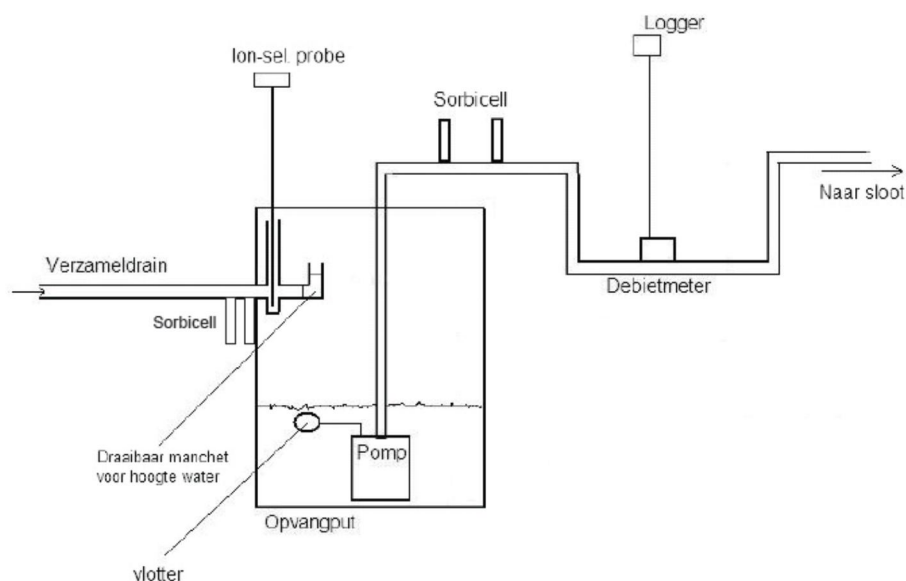 Logger
Ion-sel. probe
Sorbicell
Naar sloot
Verzameldrain
Debietmeter
Sorbicell
Draaibaar manchet
voor hoogte water
Pomp
Opvangput
vlotter